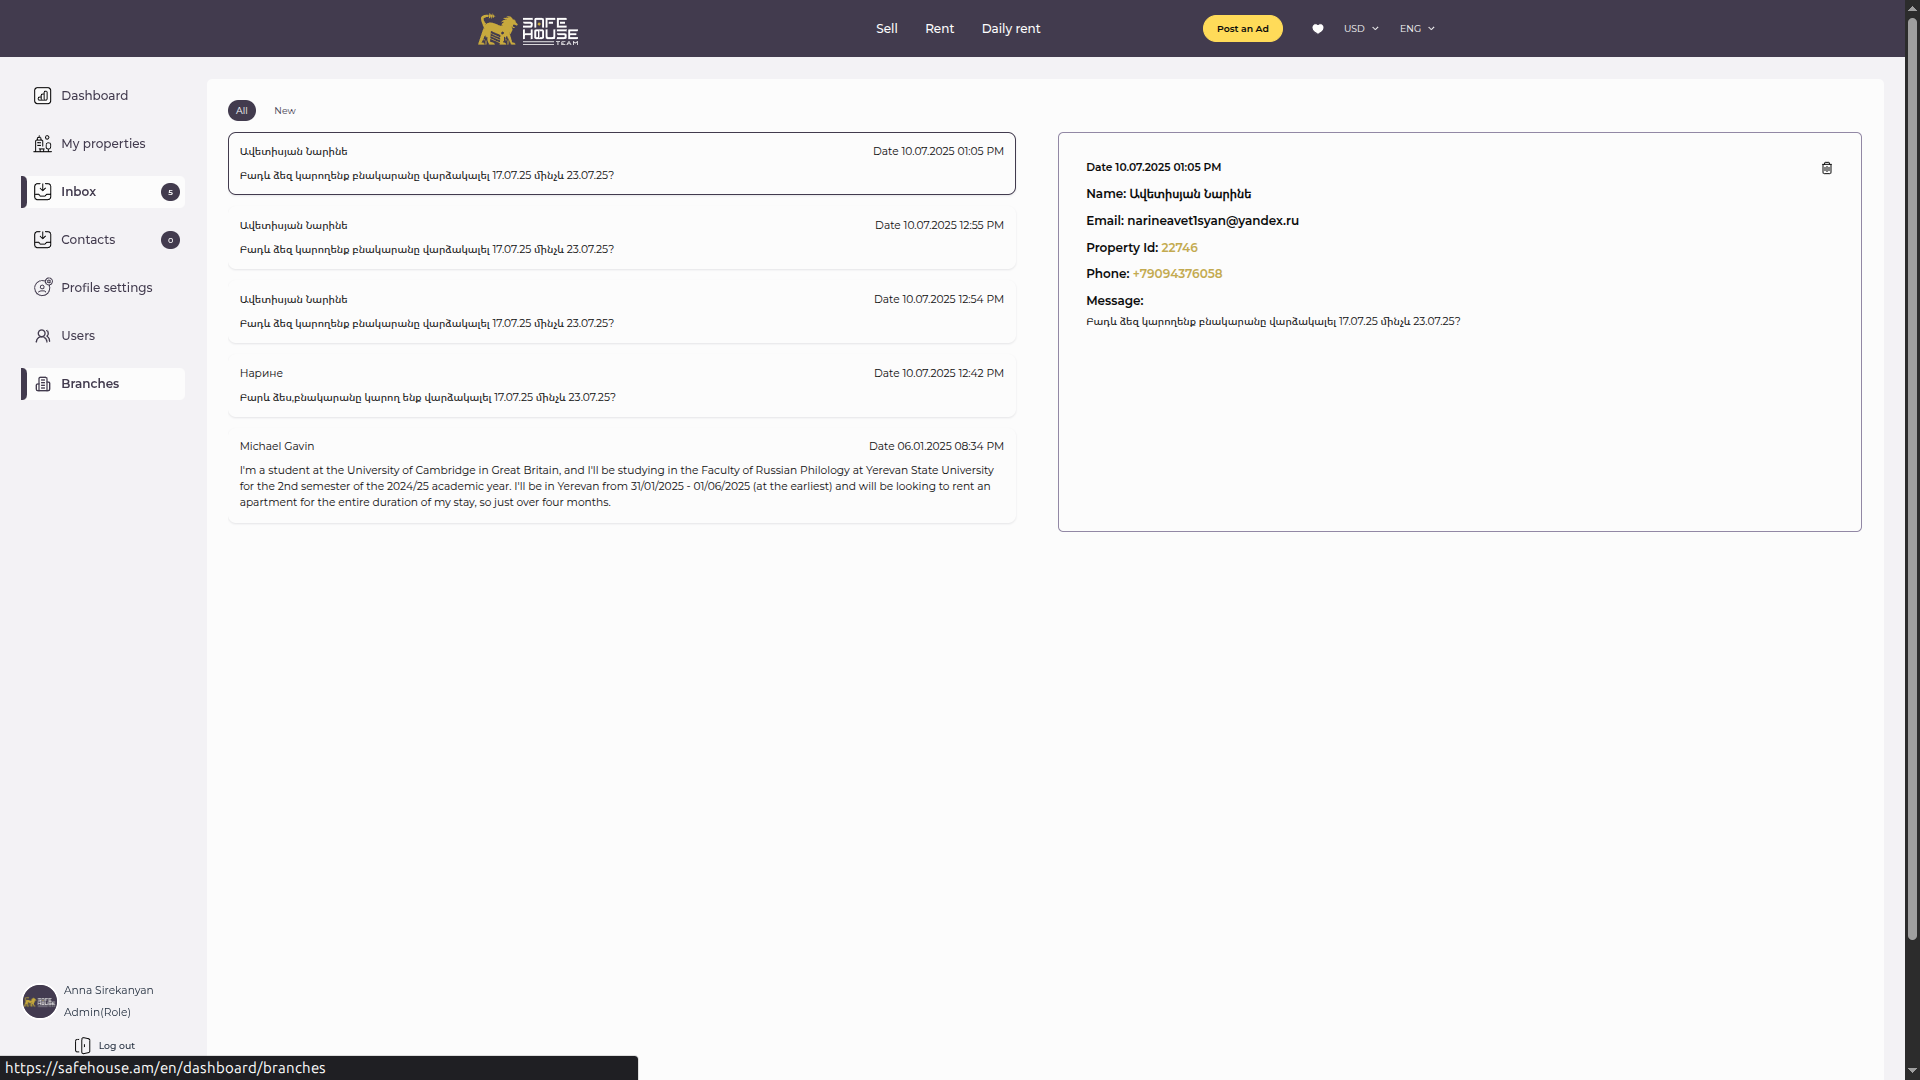 SAFE
HOUSE
TEAM
Sell
Rent
Daily rent
Post an Ad
USD
ENG
Dashboard
My properties
Inbox
5
Contacts
0
Profile settings
Users
Branches
All
New
Ավետիսյան Նարինե
Date 10.07.2025 01:05 PM
Բադև ձեզ կարողենք բնակարանը վարձակալել 17.07.25 մինչև 23.07.25?
Ավետիսյան Նարինե
Date 10.07.2025 12:55 PM
Բադև ձեզ կարողենք բնակարանը վարձակալել 17.07.25 մինչև 23.07.25?
Ավետիսյան Նարինե
Date 10.07.2025 12:54 PM
Բադև ձեզ կարողենք բնակարանը վարձակալել 17.07.25 մինչև 23.07.25?
Нарине
Date 10.07.2025 12:42 PM
Բարև ձես,բնակարանը կարող ենք վարձակալել 17.07.25 մինչև 23.07.25?
Michael Gavin
Date 06.01.2025 08:34 PM
I'm a student at the University of Cambridge in Great Britain, and I'll be studying in the Faculty of Russian Philology at Yerevan State University
for the 2nd semester of the 2024/25 academic year. I'll be in Yerevan from 31/01/2025 - 01/06/2025 (at the earliest) and will be looking to rent an
apartment for the entire duration of my stay, so just over four months.
Date 10.07.2025 01:05 PM
Name: Ավետիսյան Նարինե
Email: narineavet1syan@yandex.ru
Property Id: 22746
Phone: +79094376058
Message:
Բադև ձեզ կարողենք բնակարանը վարձակալել 17.07.25 մինչև 23.07.25?
Anna Sirekanyan
Admin(Role)
Log out
https://safehouse.am/en/dashboard/branches